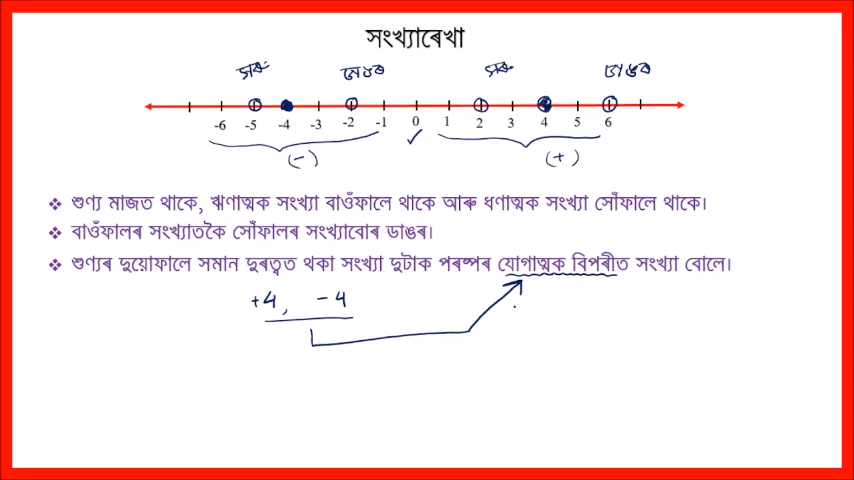 সংখ্যাৰেখা
সৰু ডাঙৰ সৰু ডাঙৰ
-6 -5 -4 -3 -2 -1 0 1 2 3 4 5 6
(-) (+)
❖ শুণ্য মাজত থাকে, ঋণাত্মক সংখ্যা বাওঁফালে থাকে আৰু ধণাত্মক সংখ্যা সোঁফালে থাকে।
❖ বাওঁফালৰ সংখ্যাতকৈ সোঁফালৰ সংখ্যাবোৰ ডাঙৰ।
❖ শুণ্যৰ দুয়োফালে সমান দুৰত্বত থকা সংখ্যা দুটাক পৰষ্পৰ যোগাত্মক বিপৰীত সংখ্যা বোলে।
+4, -4